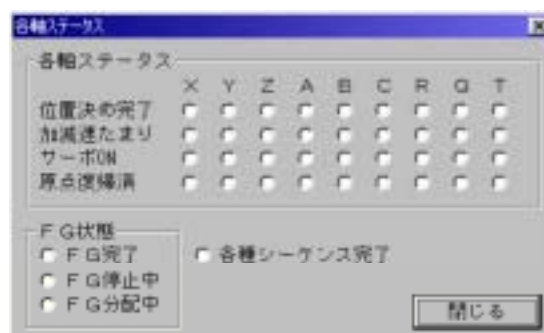 各軸ステータス
各軸ステータス
X Y Z A B C R Q T
位置決め完了
加減速たまり
サーボON
原点復帰済
FG状態
FG完了
各種シーケンス完了
FG停止中
FG分配中
閉じる